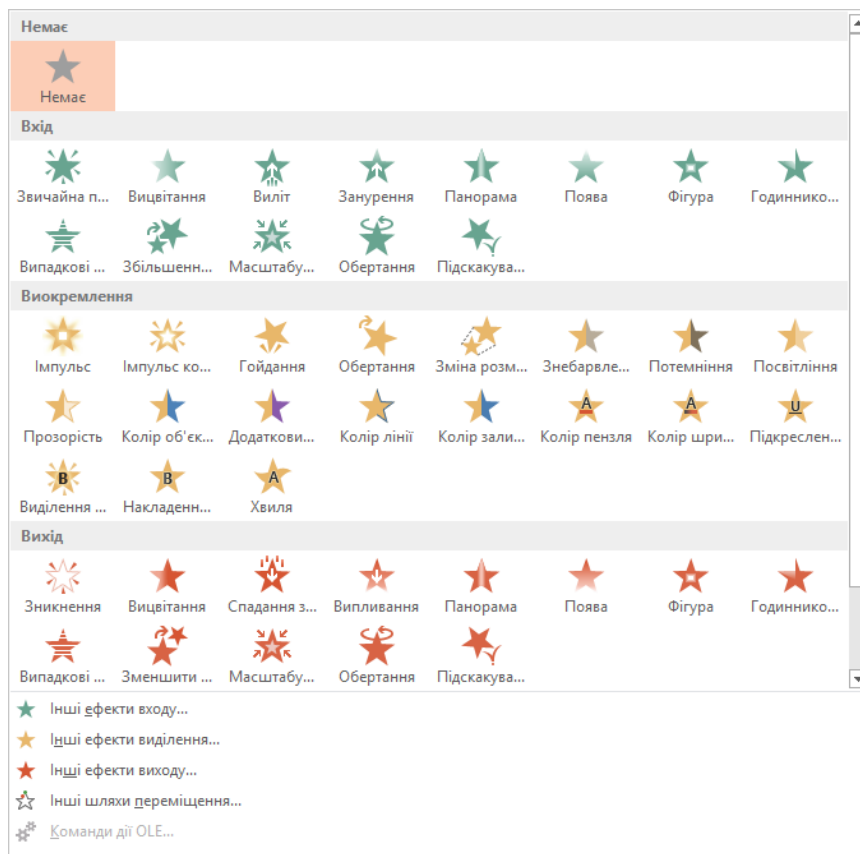 Немає
Немає
Вхід
Звичайна п... Вицвітання Виліт Занурення Панорама Поява Фігура Годиннико...
Випадкові ... Збільшенн... Масштабу... Обертання Підскакува...
Виокремлення
Імпульс Імпульс ко... Гойдання Обертання Зміна розм... Знебарвле... Потемніння Посвітління
Прозорість Колір об'єк... Додаткови... Колір лінії Колір зали... Колір пензля Колір шри... Підкреслен...
Виділення ... Накладенн... Хвиля
Вихід
Зникнення Вицвітання Спадання з... Випливання Панорама Поява Фігура Годиннико...
Випадкові ... Зменшити ... Масштабу... Обертання Підскакува...
Інші ефекти входу...
Інші ефекти виділення...
Інші ефекти виходу...
Інші шляхи переміщення...
Команди дії OLE...